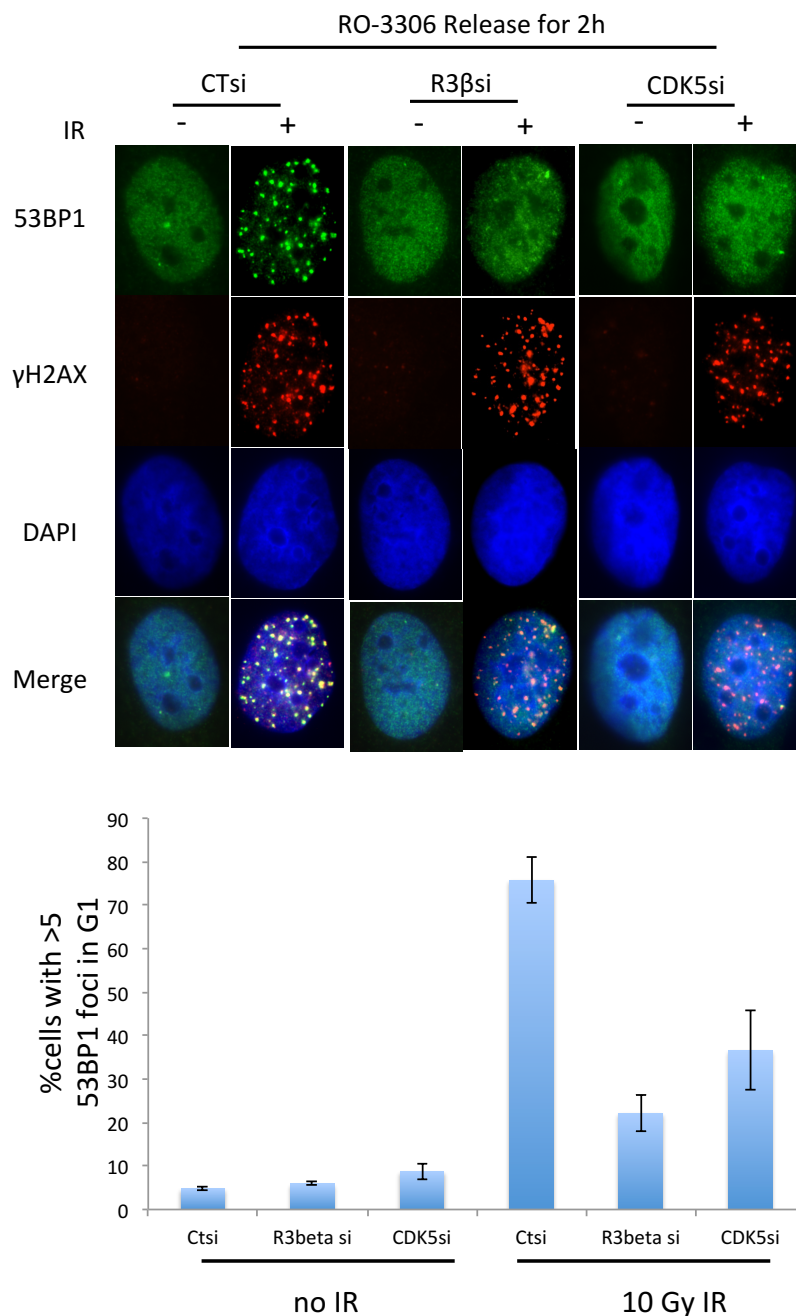 RO-3306 Release for 2h
CTsi R3βsi CDK5si
IR - + - + - +
53BP1
γH2AX
DAPI
Merge
%cells with >5
53BP1 foci in G1
90
80
70
60
50
40
30
20
10
0
Ctsi R3beta si CDK5si Ctsi R3beta si CDK5si
no IR 10 Gy IR